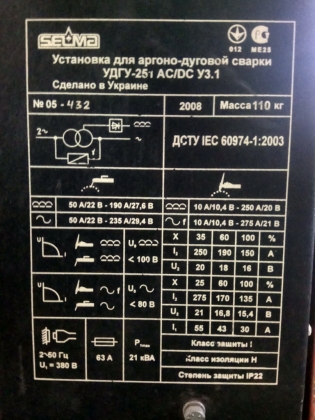 SELMA
012 ME28
Установка для аргоно-дуговой сварки
УДГУ-251 AC/DC У3.1
Сделано в Украине
№ 05 - 432 2008 Масса 110 кг
2~ f
ДСТУ IEC 60974-1:2003
50 А/22 В - 190 А/27,6 В 10 А/10,4 В - 250 А/20 В
50 А/22 В - 235 А/29,4 В f 10 А/10,4 В - 275 А/21 В
X 35 60 100 %
U₀ < 100 В I₂ 250 190 150 А
U₂ 20 18 16 В
X 25 60 100 %
U₀ < 80 В I₂ 275 170 135 А
U₂ 21 16,8 15,4 В
I₁ 55 43 30 А
2~50 Гц
U₁ = 380 В
63 А
21 кВА
Класс защиты I
Класс изоляции Н
Степень защиты IP22